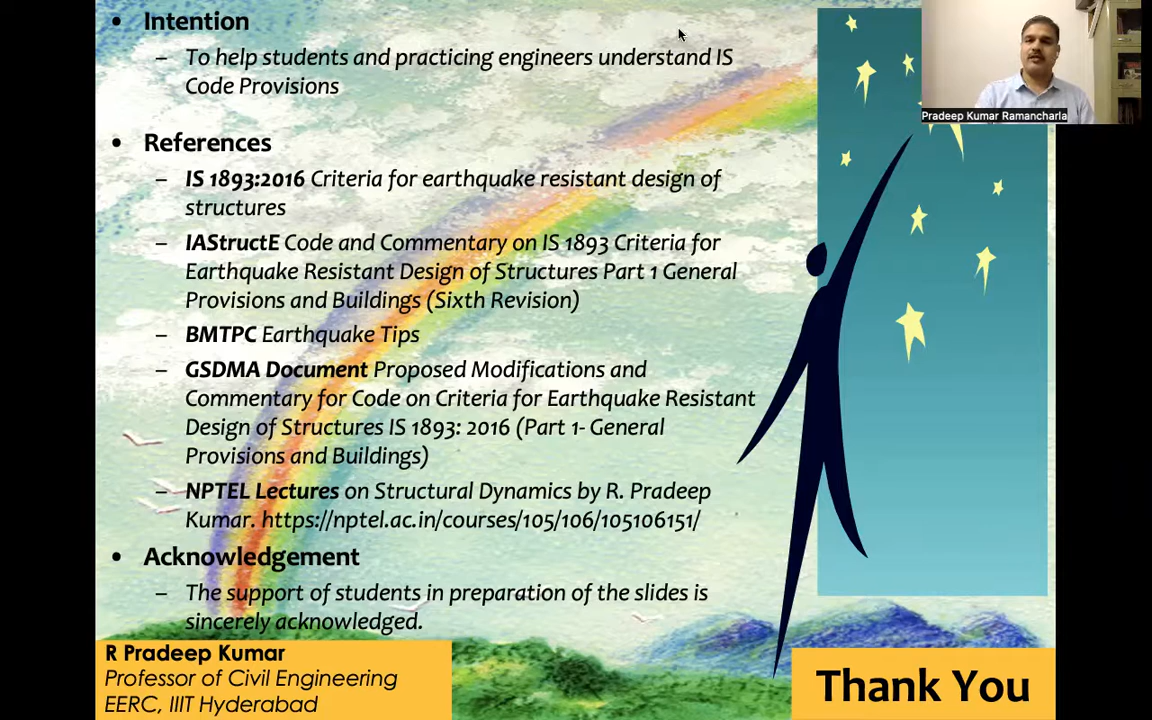 • Intention
– To help students and practicing engineers understand IS
Code Provisions
• References
– IS 1893:2016 Criteria for earthquake resistant design of
structures
– IAStructE Code and Commentary on IS 1893 Criteria for
Earthquake Resistant Design of Structures Part 1 General
Provisions and Buildings (Sixth Revision)
– BMTPC Earthquake Tips
– GSDMA Document Proposed Modifications and
Commentary for Code on Criteria for Earthquake Resistant
Design of Structures IS 1893: 2016 (Part 1- General
Provisions and Buildings)
– NPTEL Lectures on Structural Dynamics by R. Pradeep
Kumar. https://nptel.ac.in/courses/105/106/105106151/
• Acknowledgement
– The support of students in preparation of the slides is
sincerely acknowledged.
R Pradeep Kumar
Professor of Civil Engineering
EERC, IIIT Hyderabad
Thank You
Pradeep Kumar Ramancharla